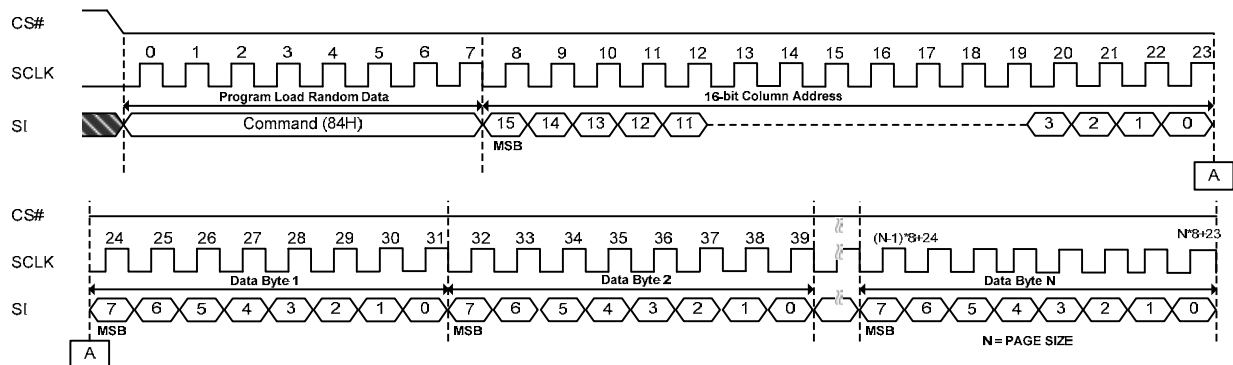 CS#
0 1 2 3 4 5 6 7 8 9 10 11 12 13 14 15 16 17 18 19 20 21 22 23
SCLK
Program Load Random Data 16-bit Column Address
SI Command (84H) 15 14 13 12 11 3 2 1 0
MSB
A
CS#
24 25 26 27 28 29 30 31 32 33 34 35 36 37 38 39 (N-1)*8+24 N*8+23
SCLK
Data Byte 1 Data Byte 2 Data Byte N
SI 7 6 5 4 3 2 1 0 7 6 5 4 3 2 1 0 7 6 5 4 3 2 1 0
MSB MSB MSB
N = PAGE SIZE
A